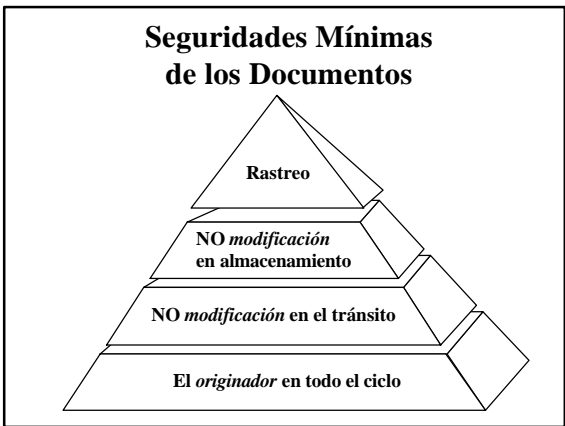 Seguridades Mínimas
de los Documentos
Rastreo
NO modificación
en almacenamiento
NO modificación en el tránsito
El originador en todo el ciclo